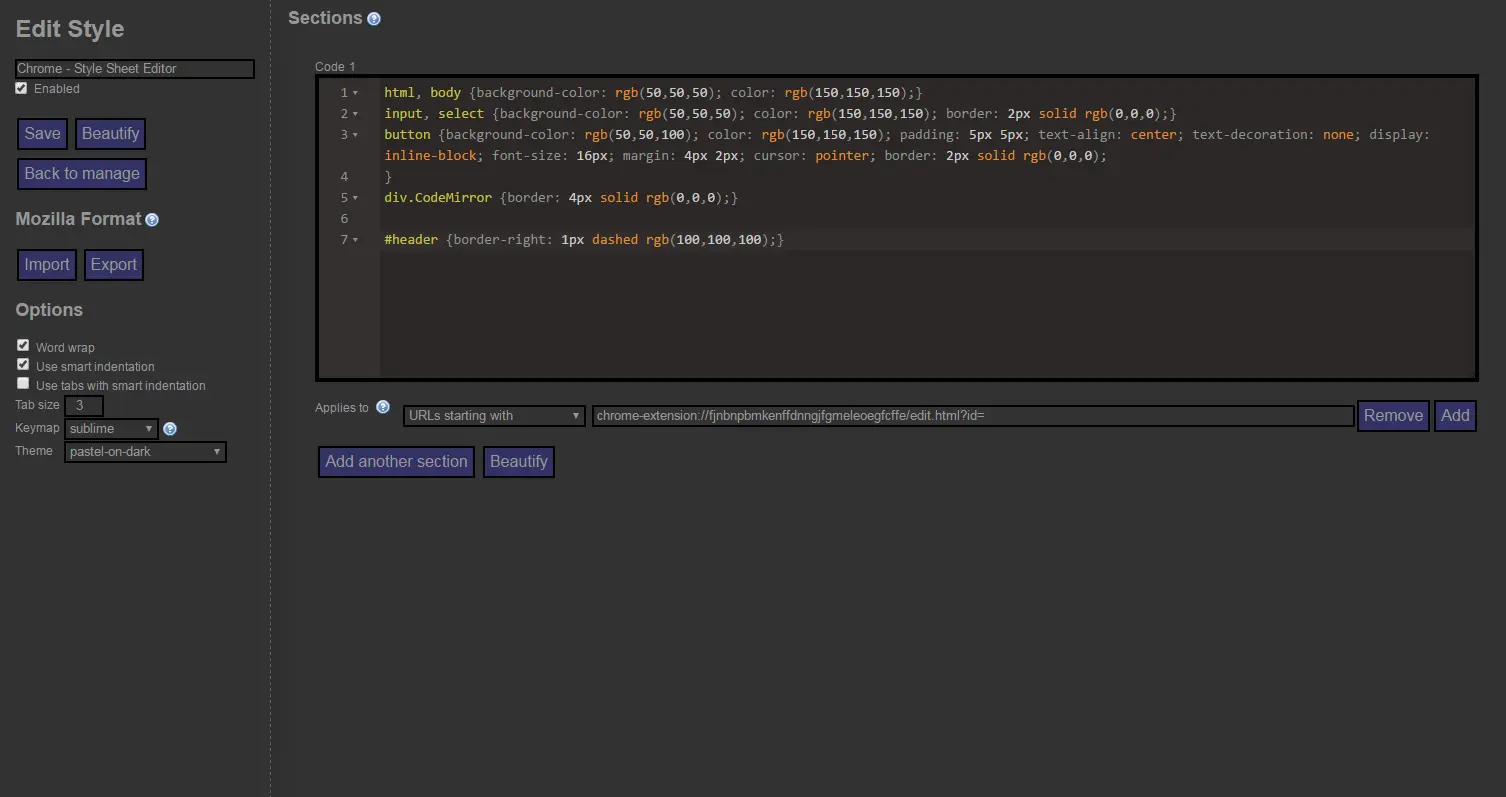 Edit Style
Chrome - Style Sheet Editor
Enabled
Save Beautify
Back to manage
Mozilla Format
Import Export
Options
Word wrap
Use smart indentation
Use tabs with smart indentation
Tab size 3
Keymap sublime
Theme pastel-on-dark
Sections
Code 1
1 html, body {background-color: rgb(50,50,50); color: rgb(150,150,150);}
2 input, select {background-color: rgb(50,50,50); color: rgb(150,150,150); border: 2px solid rgb(0,0,0);}
3 button {background-color: rgb(50,50,100); color: rgb(150,150,150); padding: 5px 5px; text-align: center; text-decoration: none; display:
inline-block; font-size: 16px; margin: 4px 2px; cursor: pointer; border: 2px solid rgb(0,0,0);
4 }
5 div.CodeMirror {border: 4px solid rgb(0,0,0);}
6
7 #header {border-right: 1px dashed rgb(100,100,100);}
Applies to URLs starting with chrome-extension://fjnbnpbmkenffdnngjfgmeleoegfcffe/edit.html?id= Remove Add
Add another section Beautify